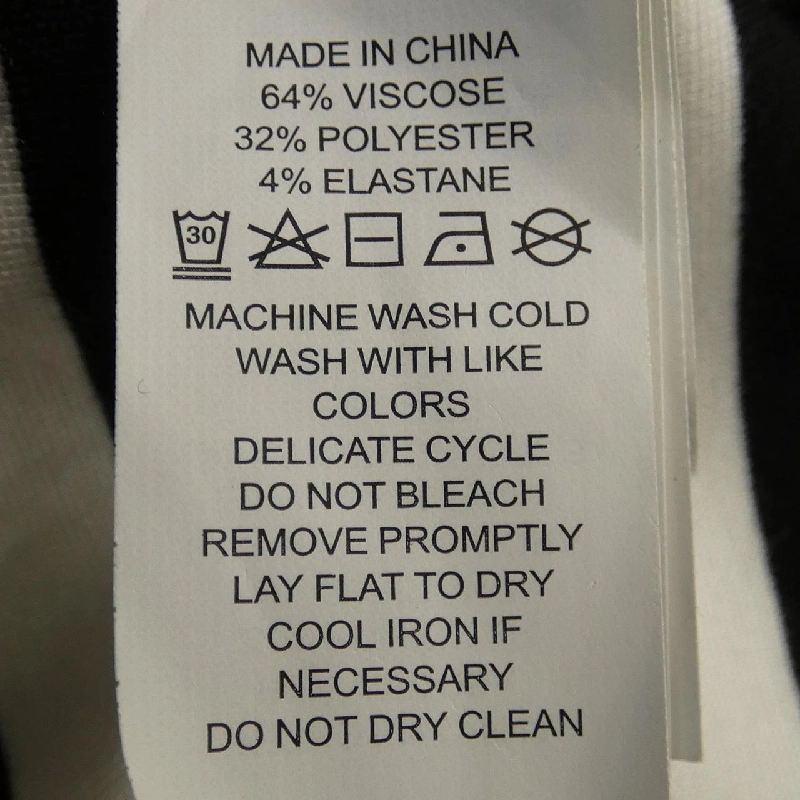 MADE IN CHINA
64% VISCOSE
32% POLYESTER
4% ELASTANE
30
MACHINE WASH COLD
WASH WITH LIKE
COLORS
DELICATE CYCLE
DO NOT BLEACH
REMOVE PROMPTLY
LAY FLAT TO DRY
COOL IRON IF
NECESSARY
DO NOT DRY CLEAN